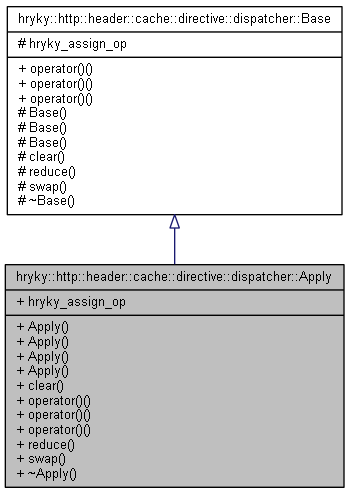 hryky::http::header::cache::directive::dispatcher::Base
# hryky_assign_op
+ operator()()
+ operator()()
+ operator()()
# Base()
# Base()
# Base()
# clear()
# reduce()
# swap()
# ~Base()
hryky::http::header::cache::directive::dispatcher::Apply
+ hryky_assign_op
+ Apply()
+ Apply()
+ Apply()
+ Apply()
+ clear()
+ operator()()
+ operator()()
+ operator()()
+ reduce()
+ swap()
+ ~Apply()